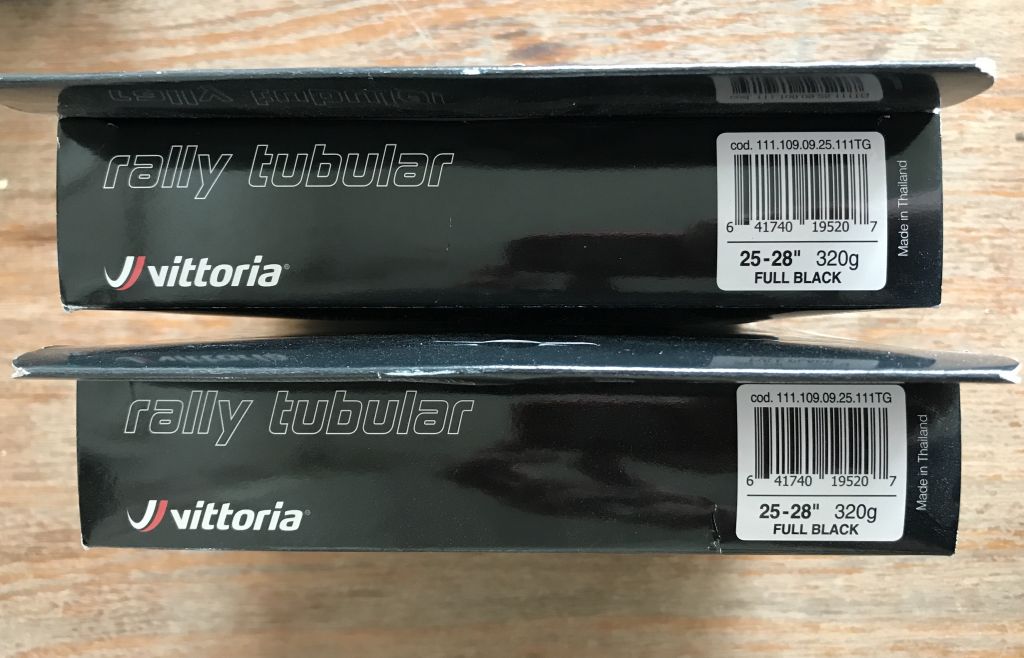 rally tubular
vittoria®
cod. 111.109.09.25.111TG
6 41740 19520 7
25-28" 320g
FULL BLACK
Made in Thailand
vittoria
rally tubular
vittoria®
cod. 111.109.09.25.111TG
6 41740 19520 7
25-28" 320g
FULL BLACK
Made in Thailand